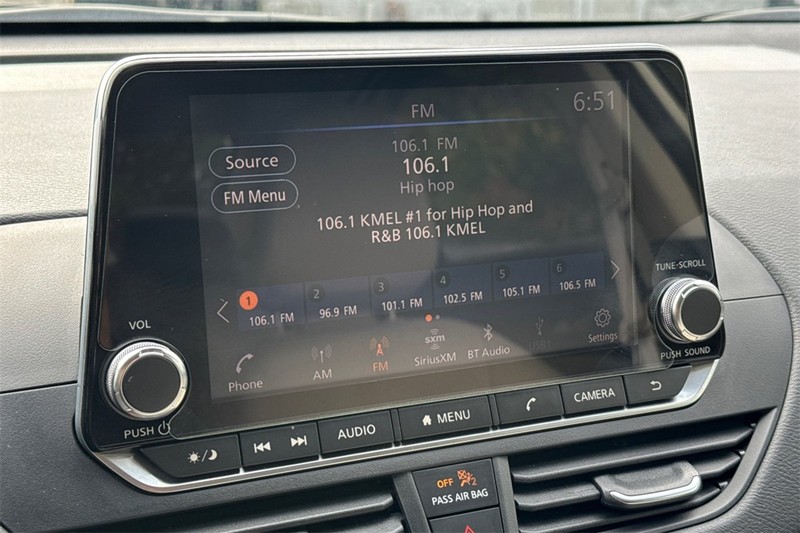 FM
6:51
Source
FM Menu
106.1 FM
106.1
Hip hop
106.1 KMEL #1 for Hip Hop and
R&B 106.1 KMEL
1
106.1 FM
2
96.9 FM
3
101.1 FM
4
102.5 FM
5
105.1 FM
6
106.5 FM
Phone
AM
FM
sxm
SiriusXM
BT Audio
USB1
Settings
VOL
PUSH
TUNE·SCROLL
PUSH SOUND
AUDIO
MENU
CAMERA
OFF
2
PASS AIR BAG